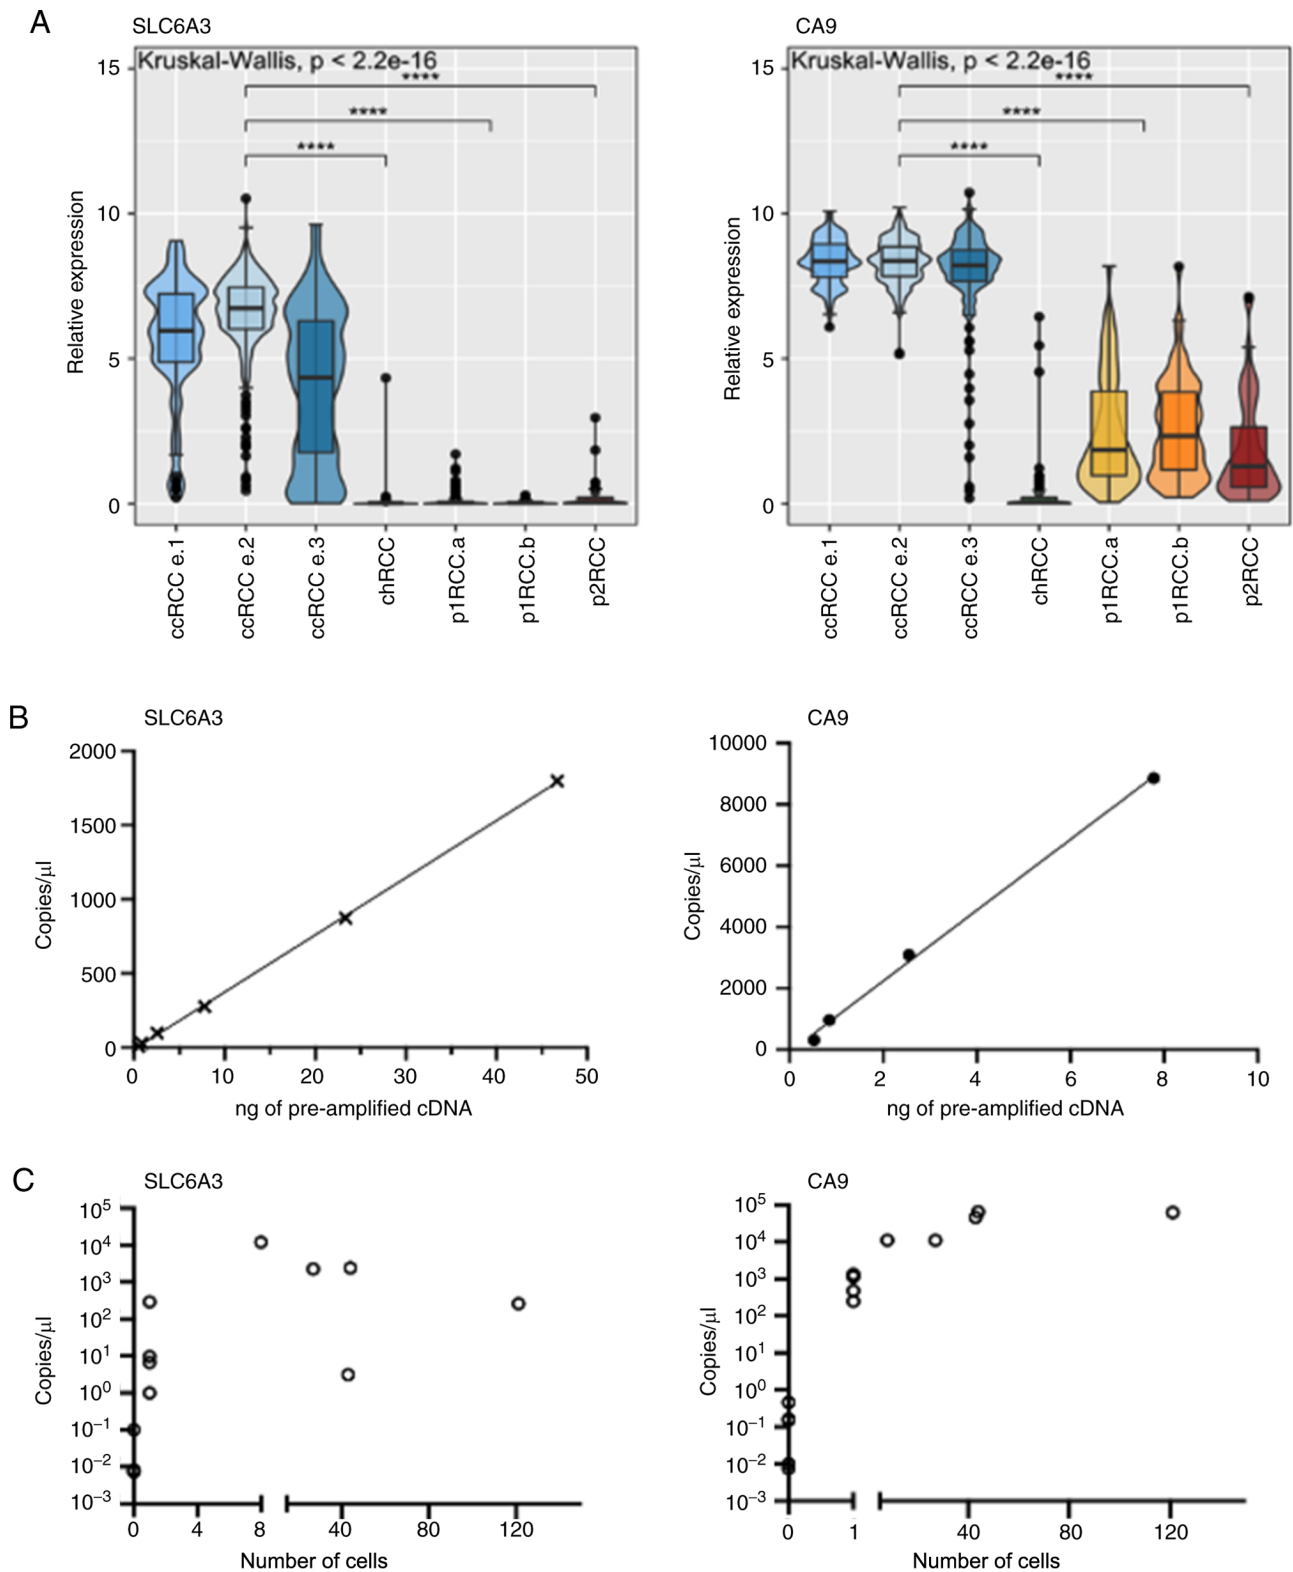 A
SLC6A3
CA9
Kruskal-Wallis, p < 2.2e-16
****
****
****
15
10
5
0
Relative expression
ccRCC e.1
ccRCC e.2
ccRCC e.3
chRCC
p1RCC.a
p1RCC.b
p2RCC
Kruskal-Wallis, p < 2.2e-16
****
****
****
15
10
5
0
Relative expression
ccRCC e.1
ccRCC e.2
ccRCC e.3
chRCC
p1RCC.a
p1RCC.b
p2RCC
B
SLC6A3
2000
1500
1000
500
0
Copies/µl
0 10 20 30 40 50
ng of pre-amplified cDNA
CA9
10000
8000
6000
4000
2000
0
Copies/µl
0 2 4 6 8 10
ng of pre-amplified cDNA
C
SLC6A3
10⁵
10⁴
10³
10²
10¹
10⁰
10⁻¹
10⁻²
10⁻³
Copies/µl
0 4 8 40 80 120
Number of cells
CA9
10⁵
10⁴
10³
10²
10¹
10⁰
10⁻¹
10⁻²
10⁻³
Copies/µl
0 1 40 80 120
Number of cells